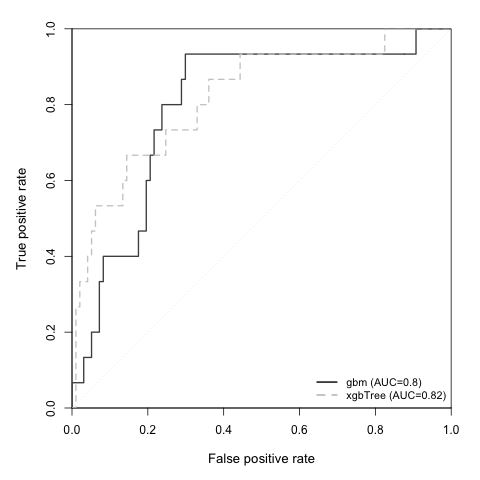 1.0
0.8
0.6
0.4
0.2
0.0
True positive rate
gbm (AUC=0.8)
xgbTree (AUC=0.82)
0.0 0.2 0.4 0.6 0.8 1.0
False positive rate